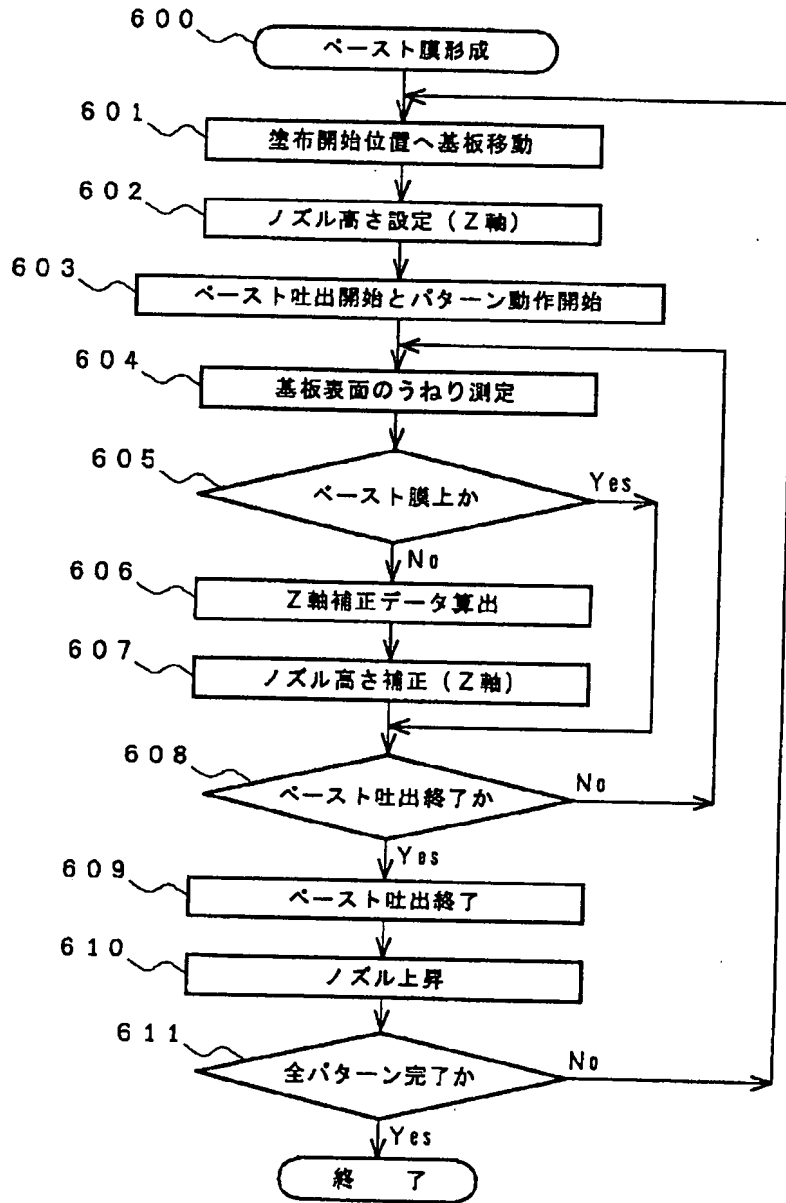 600
ペースト膜形成
601
塗布開始位置へ基板移動
602
ノズル高さ設定(Z軸)
603
ペースト吐出開始とパターン動作開始
604
基板表面のうねり測定
605
ペースト膜上か
Yes
No
606
Z軸補正データ算出
607
ノズル高さ補正(Z軸)
608
ペースト吐出終了か
No
Yes
609
ペースト吐出終了
610
ノズル上昇
611
全パターン完了か
No
Yes
終 了